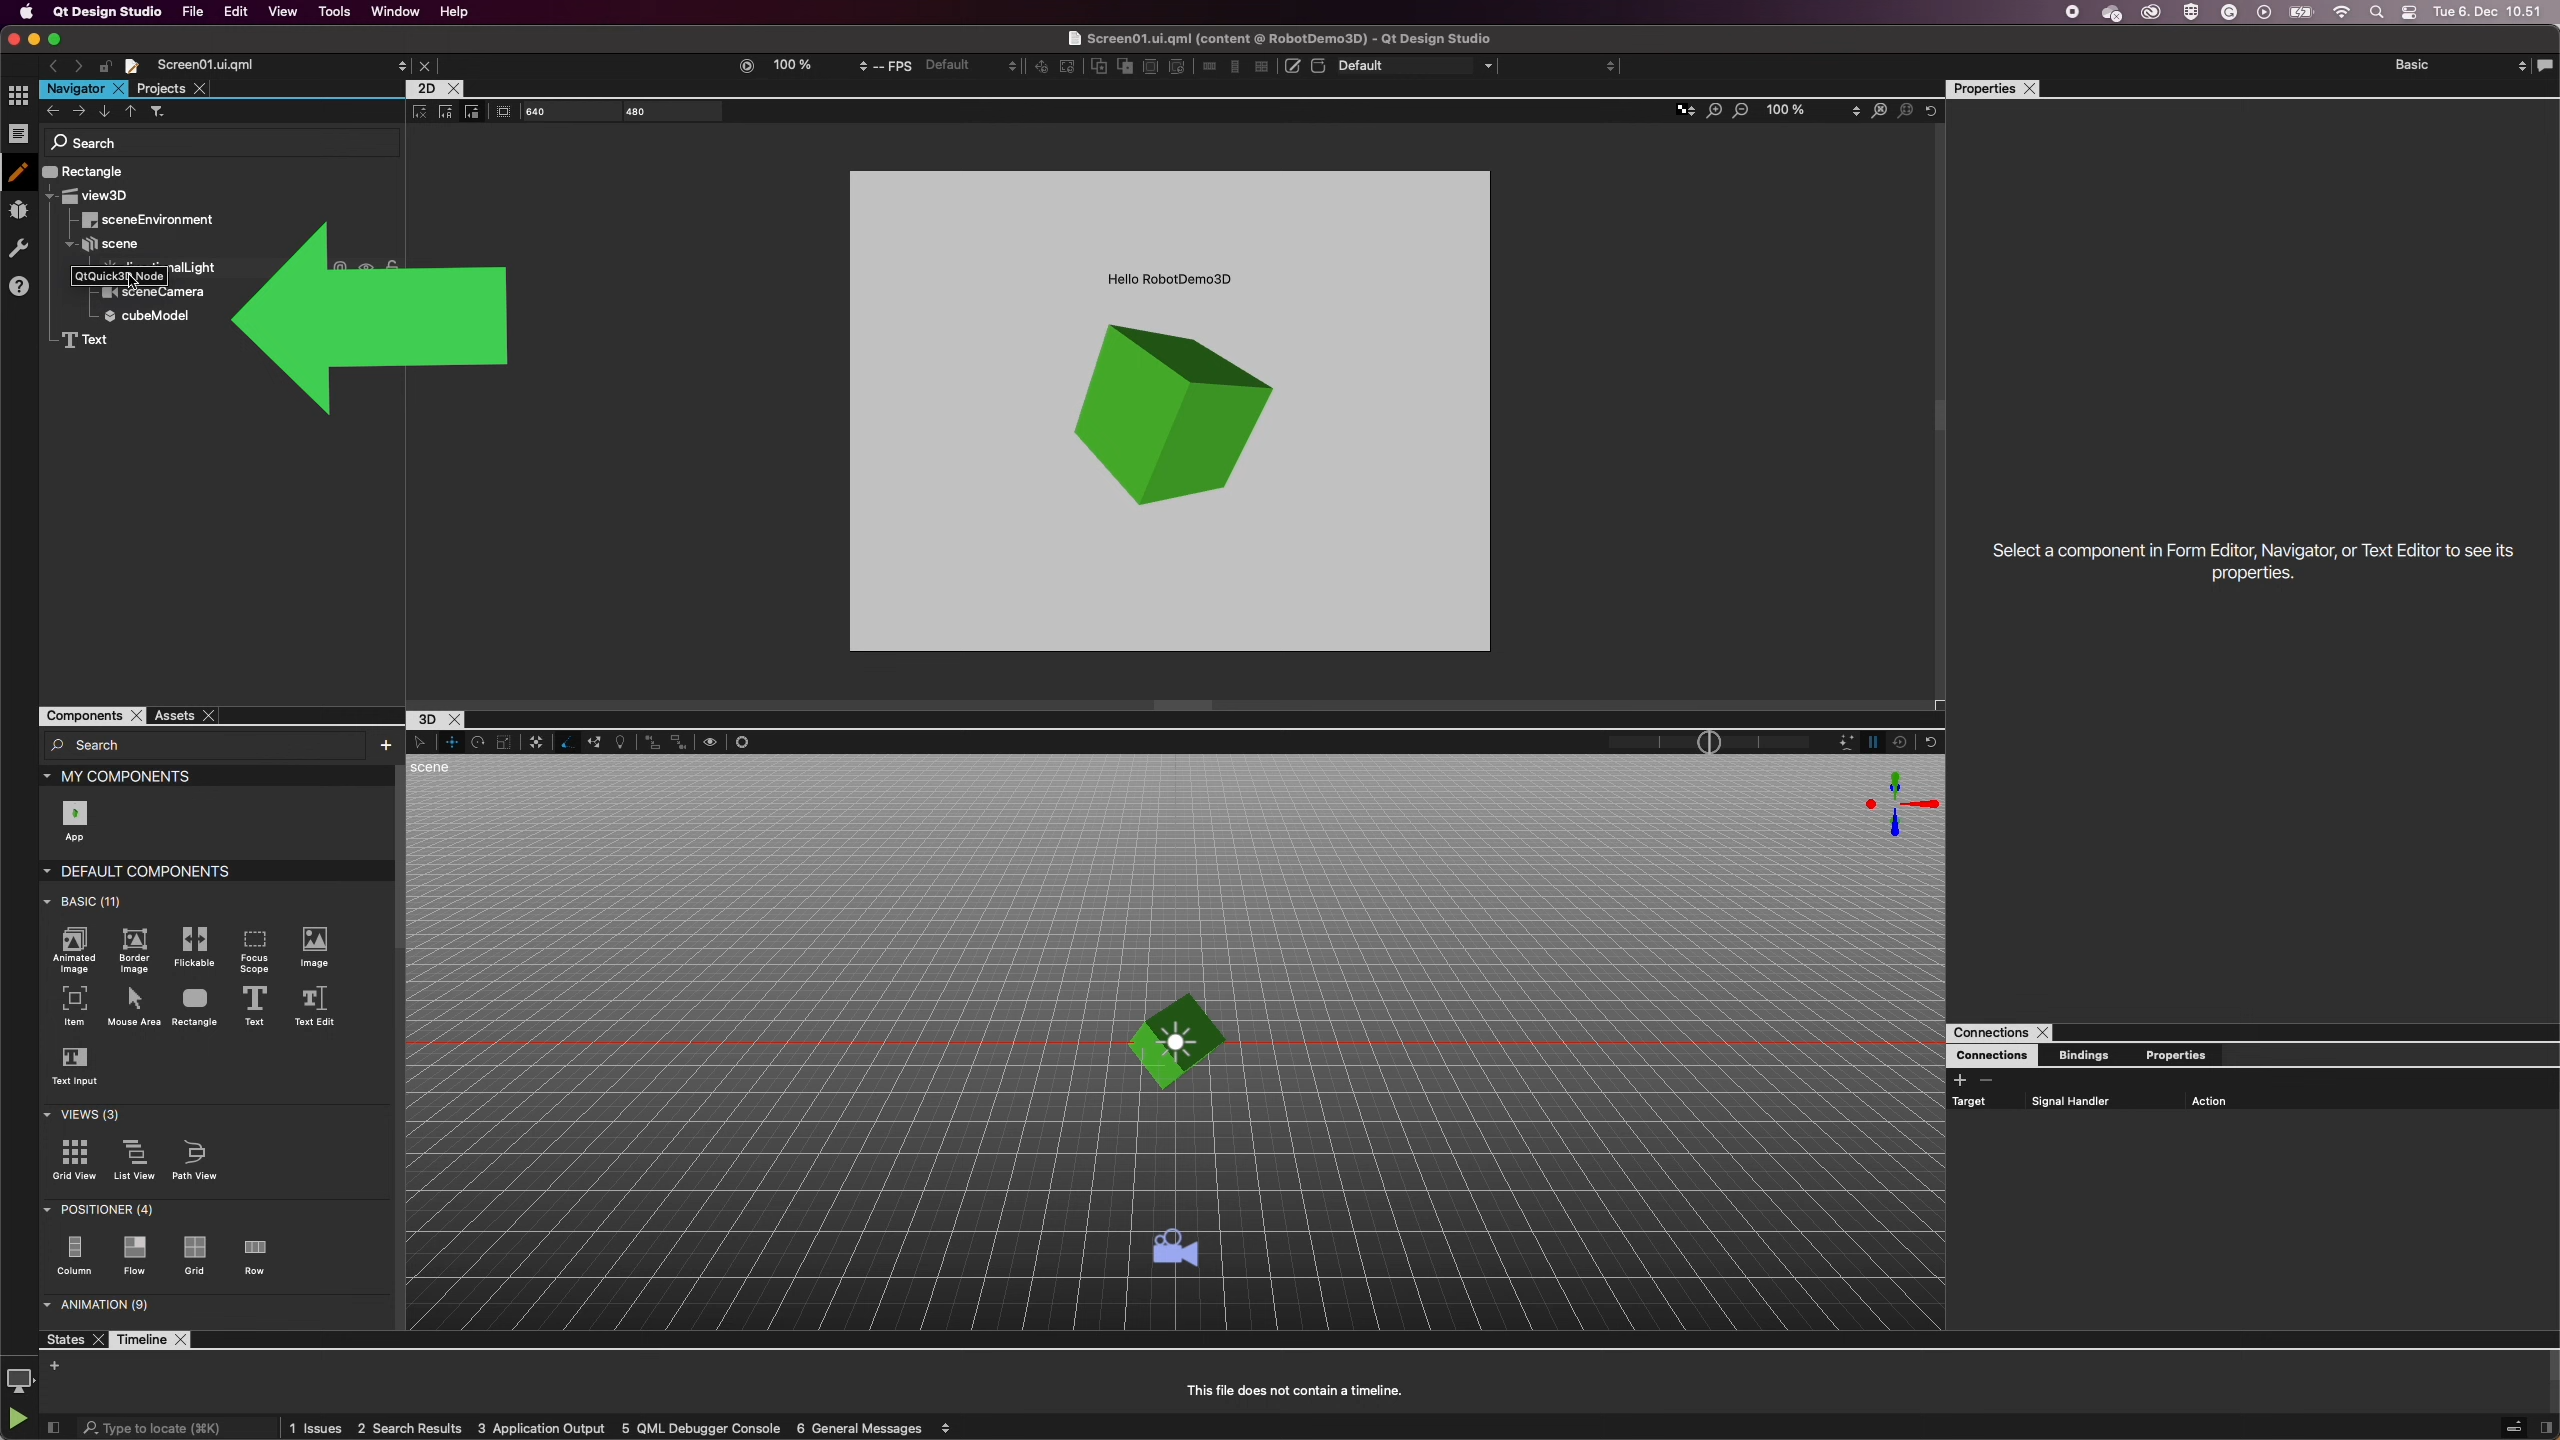 Qt Design Studio File Edit View Tools Window Help
Tue 6. Dec 10.51
Screen01.ui.qml (content @ RobotDemo3D) - Qt Design Studio
Screen01.ui.qml
100 %
-- FPS
Default
Default
Basic
Navigator
Projects
2D
Properties
640
480
100 %
Search
Rectangle
view3D
sceneEnvironment
scene
QtQuick3D.Node
sceneCamera
cubeModel
Text
Hello RobotDemo3D
Select a component in Form Editor, Navigator, or Text Editor to see its
properties.
Components
Assets
3D
Search
scene
MY COMPONENTS
App
DEFAULT COMPONENTS
BASIC (11)
Animated
Image
Border
Image
Flickable
Focus
Scope
Image
Item
Mouse Area
Rectangle
Text
Text Edit
Text Input
VIEWS (3)
Grid View
List View
Path View
POSITIONER (4)
Column
Flow
Grid
Row
ANIMATION (9)
Connections
Connections
Bindings
Properties
Target
Signal Handler
Action
States
Timeline
This file does not contain a timeline.
Type to locate (⌘K)
1 Issues
2 Search Results
3 Application Output
5 QML Debugger Console
6 General Messages